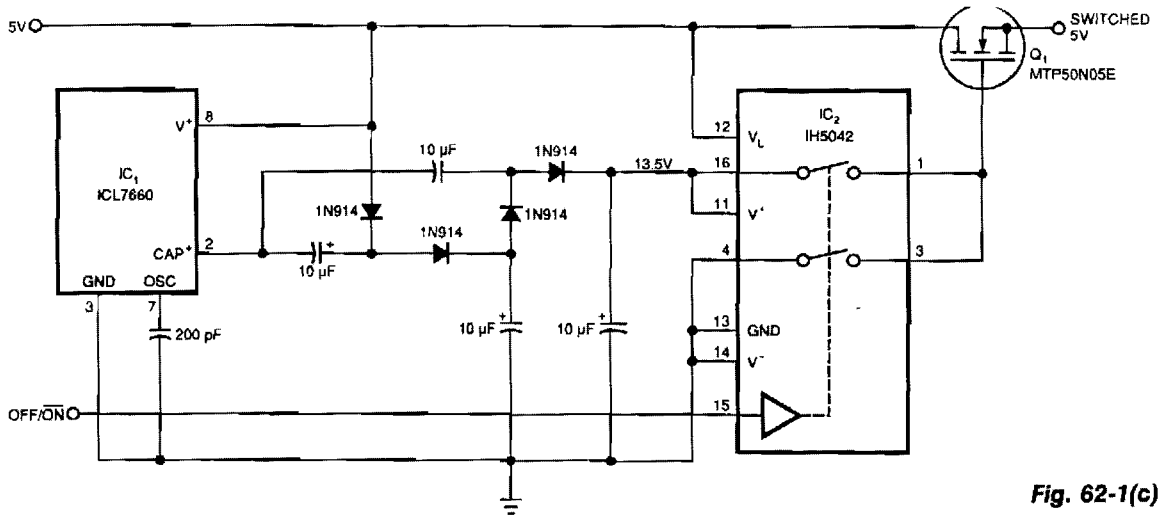 5V
SWITCHED
5V
Q1
MTP50N05E
V+
8
IC1
ICL7660
CAP+
2
GND
OSC
3
7
200 pF
10 µF
1N914
13.5V
1N914
1N914
1N914
+
10 µF
+
10 µF
+
10 µF
IC2
IH5042
12
VL
16
1
11
V+
4
3
13
GND
14
V-
15
OFF/ON
Fig. 62-1(c)